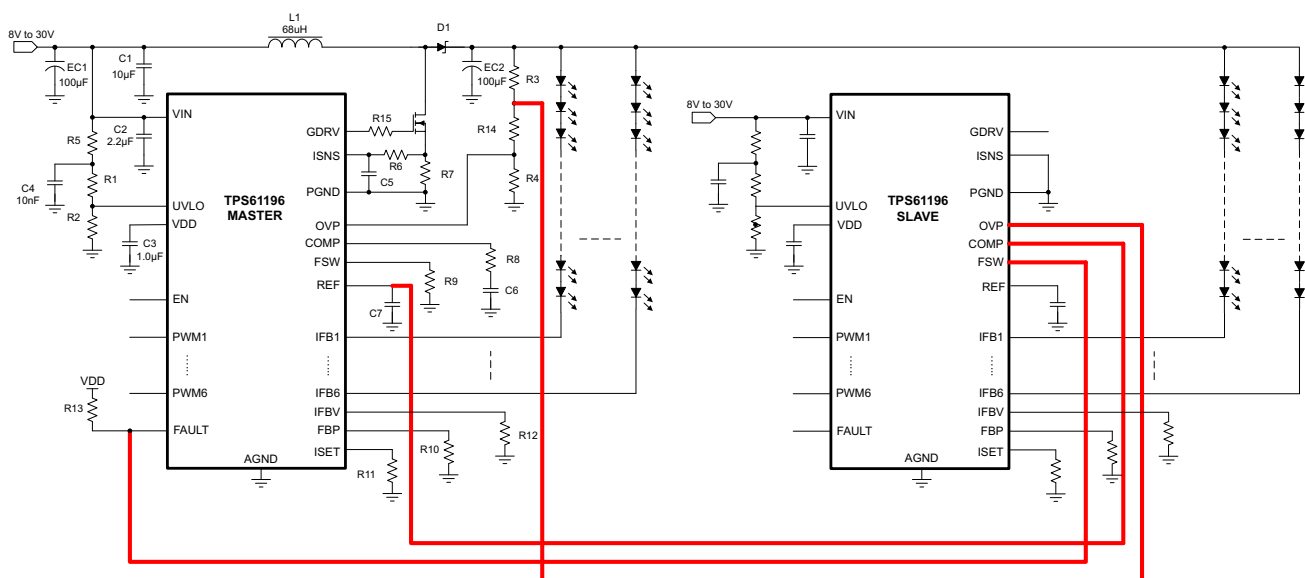 L1
68uH
D1
8V to 30V
EC1
100µF
C1
10µF
EC2
100µF
R3
R14
R4
VIN
C2
2.2µF
R5
C4
10nF
R1
R2
UVLO
VDD
C3
1.0µF
EN
PWM1
PWM6
VDD
R13
FAULT
TPS61196
MASTER
AGND
GDRV
R15
ISNS
R6
R7
C5
PGND
OVP
COMP
R8
FSW
R9
C6
REF
C7
IFB1
IFB6
IFBV
R12
FBP
R10
ISET
R11
8V to 30V
VIN
UVLO
VDD
EN
PWM1
PWM6
FAULT
TPS61196
SLAVE
AGND
GDRV
ISNS
PGND
OVP
COMP
FSW
REF
IFB1
IFB6
IFBV
FBP
ISET